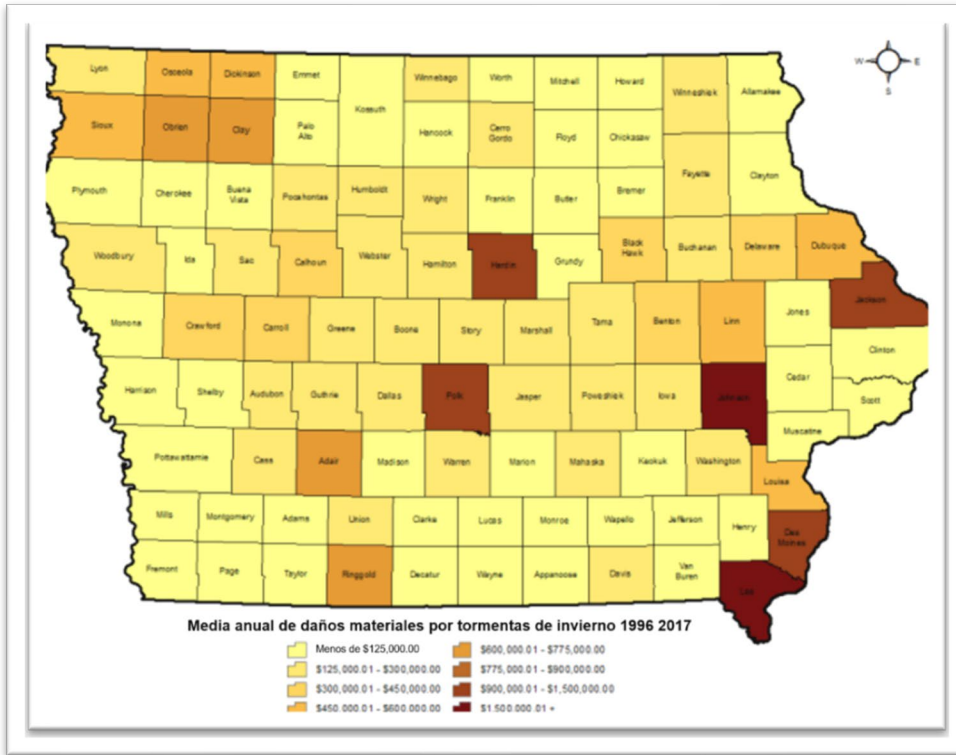 N
W E
S
Lyon Osceola Dickinson Emmet Kossuth Winnebago Worth Mitchell Howard Winneshiek Allamakee
Sioux Obrien Clay Palo Alto Hancock Cerro Gordo Floyd Chickasaw
Plymouth Cherokee Buena Vista Pocahontas Humboldt Wright Franklin Butler Bremer Fayette Clayton
Woodbury Ida Sac Calhoun Webster Hamilton Hardin Grundy Black Hawk Buchanan Delaware Dubuque
Monona Crawford Carroll Greene Boone Story Marshall Tama Benton Linn Jones Jackson
Clinton
Harrison Shelby Audubon Guthrie Dallas Polk Jasper Poweshiek Iowa Johnson Cedar Scott
Muscatine
Pottawattamie Cass Adair Madison Warren Marion Mahaska Keokuk Washington Louisa
Mills Montgomery Adams Union Clarke Lucas Monroe Wapello Jefferson Henry Des Moines
Fremont Page Taylor Ringgold Decatur Wayne Appanoose Davis Van Buren Lee
Media anual de daños materiales por tormentas de invierno 1996 2017
Menos de $125,000.00
$125,000.01 - $300,000.00
$300,000.01 - $450,000.00
$450,000.01 - $600,000.00
$600,000.01 - $775,000.00
$775,000.01 - $900,000.00
$900,000.01 - $1,500,000.00
$1,500,000.01 +